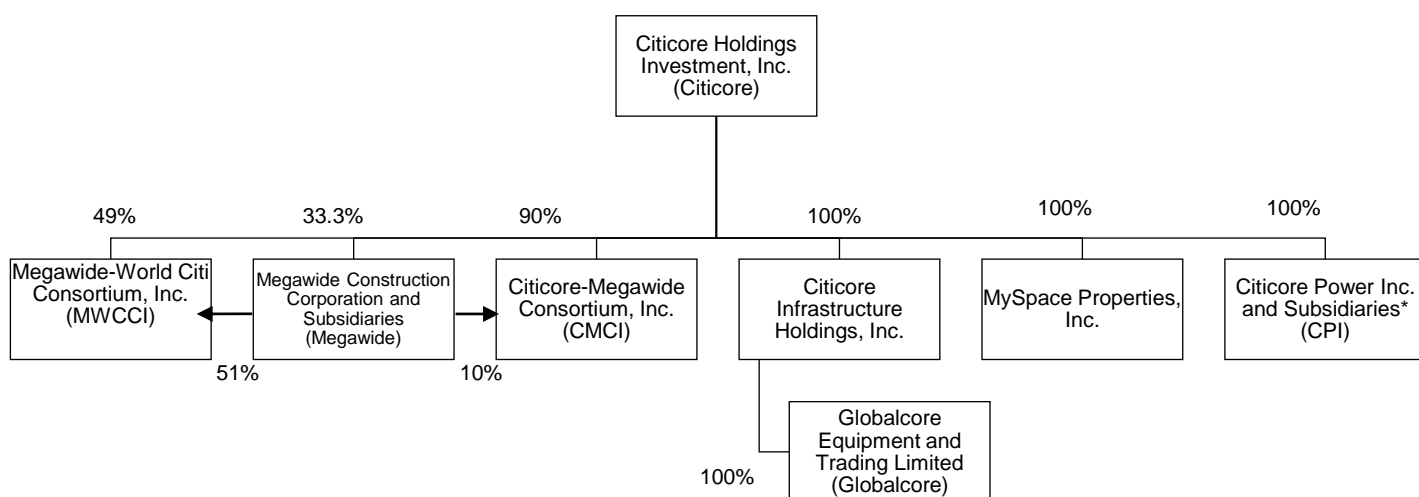 Citicore Holdings
Investment, Inc.
(Citicore)
49%
33.3%
90%
100%
100%
100%
Megawide-World Citi
Consortium, Inc.
(MWCCI)
Megawide Construction
Corporation and
Subsidiaries
(Megawide)
Citicore-Megawide
Consortium, Inc.
(CMCI)
Citicore
Infrastructure
Holdings, Inc.
MySpace Properties,
Inc.
Citicore Power Inc.
and Subsidiaries*
(CPI)
51%
10%
Globalcore
Equipment and
Trading Limited
(Globalcore)
100%